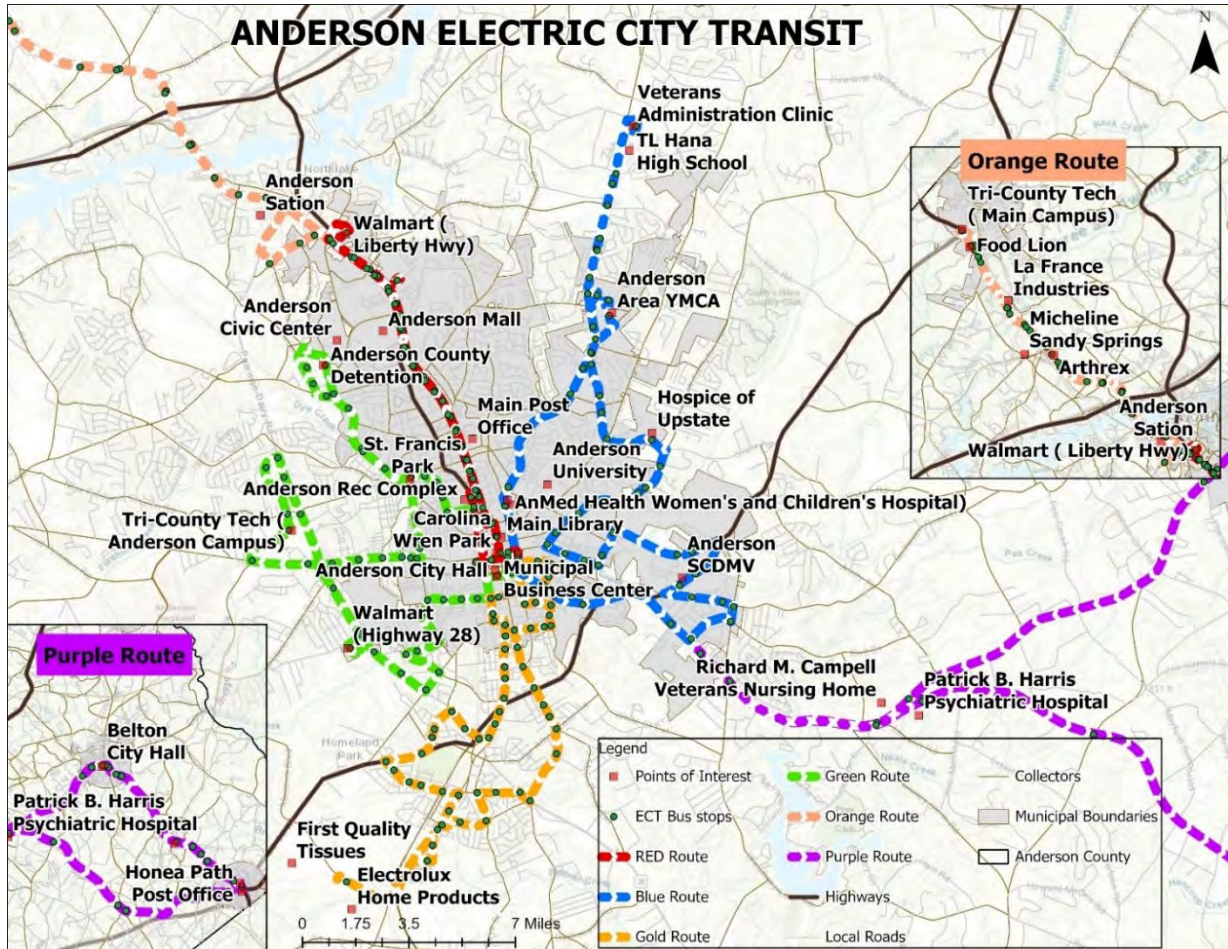 ANDERSON ELECTRIC CITY TRANSIT
N
Veterans
Administration Clinic
TL Hana
High School
Anderson
Sation
Walmart (
Liberty Hwy)
Anderson
Area YMCA
Anderson
Civic Center
Anderson Mall
Anderson County
Detention
Main Post
Office
Hospice of
Upstate
St. Francis
Park
Anderson
University
Anderson Rec Complex
AnMed Health Women's and Children's Hospital)
Tri-County Tech (
Anderson Campus)
Carolina
Wren Park
Main Library
Anderson
SCDMV
Anderson City Hall
Municipal
Business Center
Walmart
(Highway 28)
Richard M. Campell
Veterans Nursing Home
Patrick B. Harris
Psychiatric Hospital
Homeland
Park
First Quality
Tissues
Electrolux
Home Products
0 1.75 3.5 7 Miles
Orange Route
Tri-County Tech
( Main Campus)
Food Lion
La France
Industries
Micheline
Sandy Springs
Arthrex
Anderson
Sation
Walmart ( Liberty Hwy)
Purple Route
Belton
City Hall
Patrick B. Harris
Psychiatric Hospital
Honea Path
Post Office
Legend
Points of Interest
ECT Bus stops
RED Route
Blue Route
Gold Route
Green Route
Orange Route
Purple Route
Highways
Local Roads
Collectors
Municipal Boundaries
Anderson County